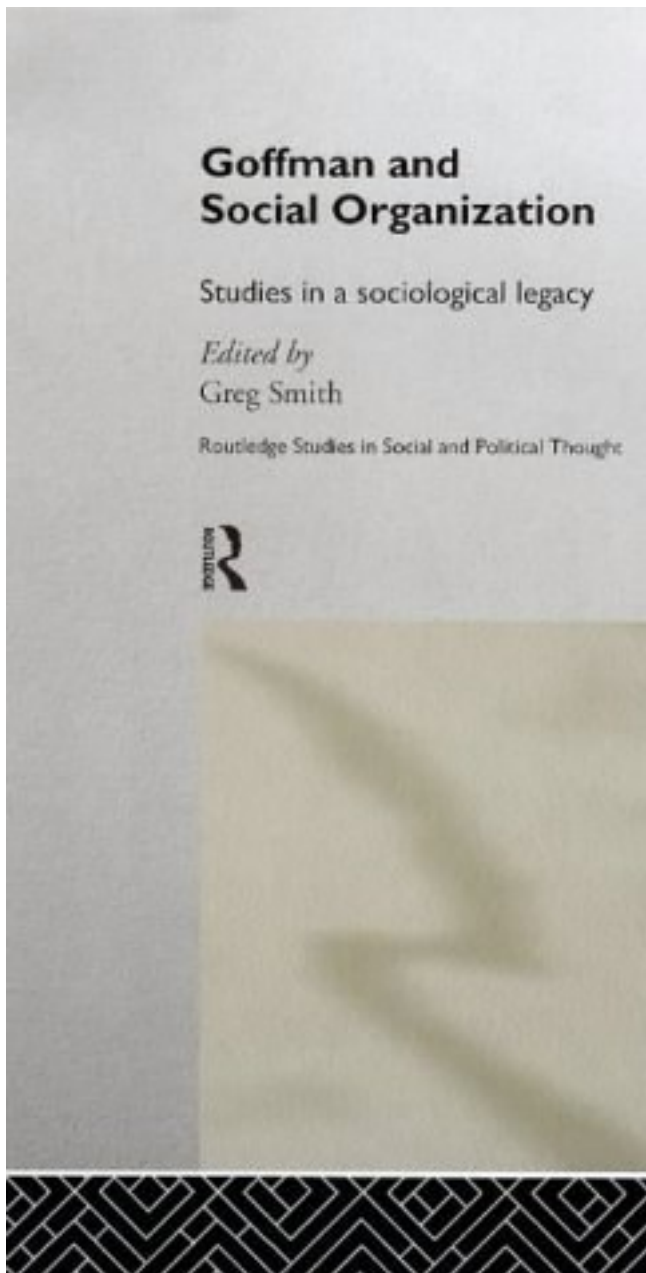 Goffman and
Social Organization
Studies in a sociological legacy
Edited by
Greg Smith
Routledge Studies in Social and Political Thought
ROUTLEDGE